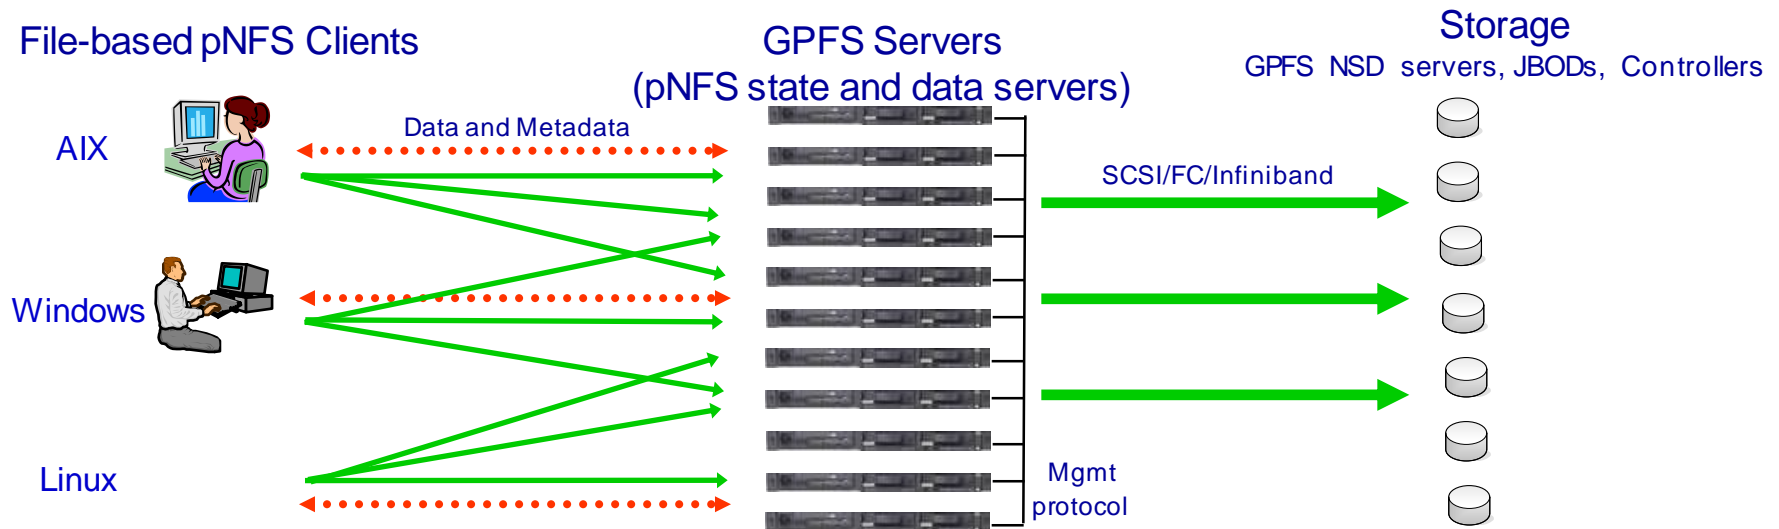 File-based pNFS Clients
GPFS Servers
(pNFS state and data servers)
Storage
GPFS NSD servers, JBODs, Controllers
AIX
Data and Metadata
SCSI/FC/Infiniband
Windows
Linux
Mgmt
protocol